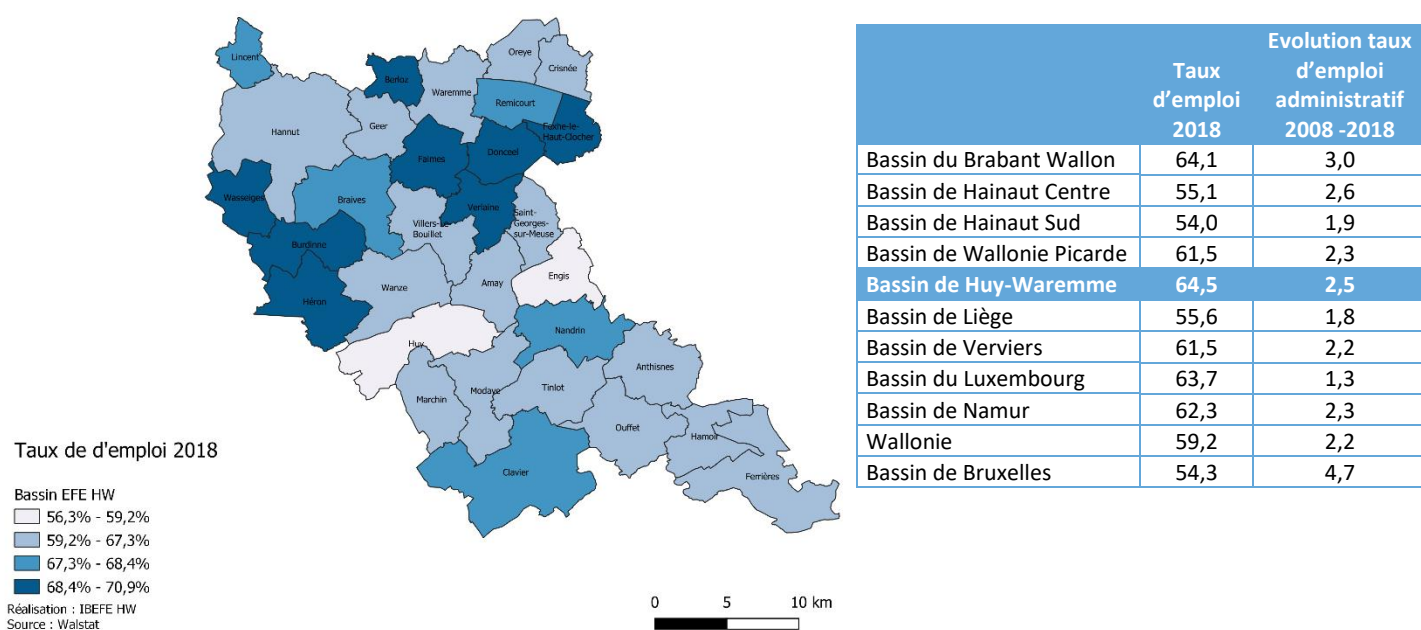 Lincent
Berloz
Oreye
Crisnée
Waremme
Remicourt
Hannut
Geer
Fexhe-le-
Haut-Clocher
Faimes
Donceel
Wasseiges
Braives
Verlaine
Villers-Le-
Bouillet
Saint-
Georges-
sur-Meuse
Burdinne
Engis
Héron
Wanze
Amay
Huy
Nandrin
Marchin
Modave
Tinlot
Anthisnes
Ouffet
Hamoir
Clavier
Ferrières
Taux de d'emploi 2018
Bassin EFE HW
56,3% - 59,2%
59,2% - 67,3%
67,3% - 68,4%
68,4% - 70,9%
Réalisation : IBEFE HW
Source : Walstat
0 5 10 km
Taux
d’emploi
2018
Evolution taux
d’emploi
administratif
2008 -2018
Bassin du Brabant Wallon 64,1 3,0
Bassin de Hainaut Centre 55,1 2,6
Bassin de Hainaut Sud 54,0 1,9
Bassin de Wallonie Picarde 61,5 2,3
Bassin de Huy-Waremme 64,5 2,5
Bassin de Liège 55,6 1,8
Bassin de Verviers 61,5 2,2
Bassin du Luxembourg 63,7 1,3
Bassin de Namur 62,3 2,3
Wallonie 59,2 2,2
Bassin de Bruxelles 54,3 4,7